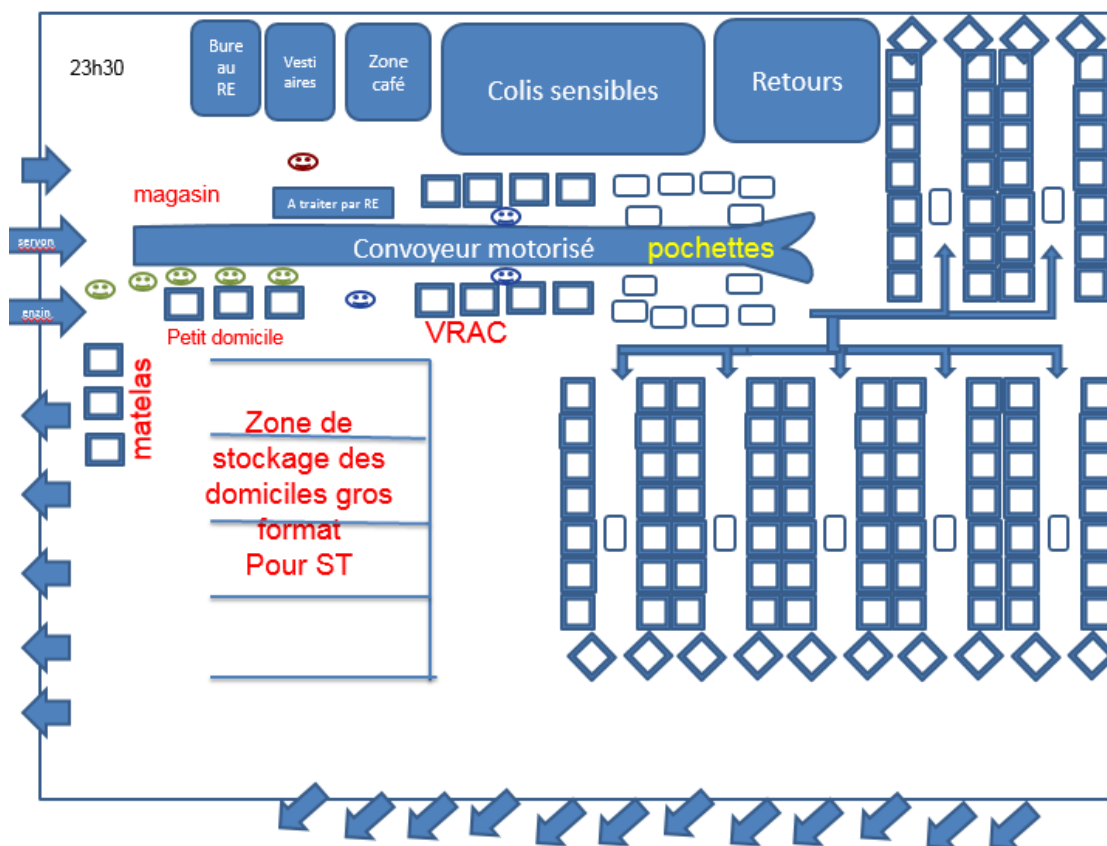 23h30
Bure
au
RE
Vesti
aires
Zone
café
Colis sensibles
Retours
magasin
A traiter par RE
servon
Convoyeur motorisé
pochettes
enzin
Petit domicile
VRAC
matelas
Zone de
stockage des
domiciles gros
format
Pour ST